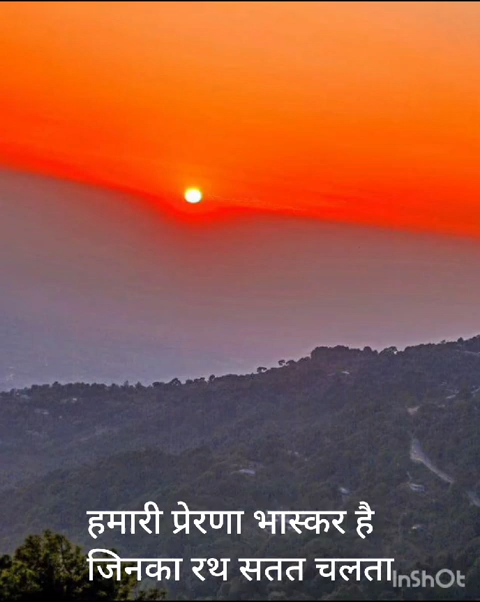 हमारी प्रेरणा भास्कर है
जिनका रथ सतत चलता
InShOt